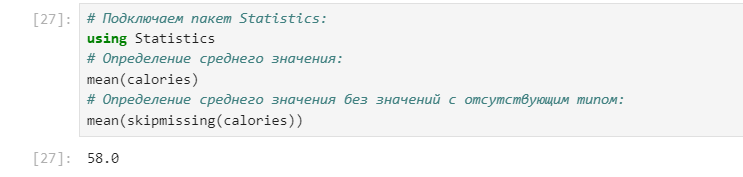 [27]: # Подключаем пакет Statistics:
using Statistics
# Определение среднего значения:
mean(calories)
# Определение среднего значения без значений с отсутствующим типом:
mean(skipmissing(calories))
[27]: 58.0